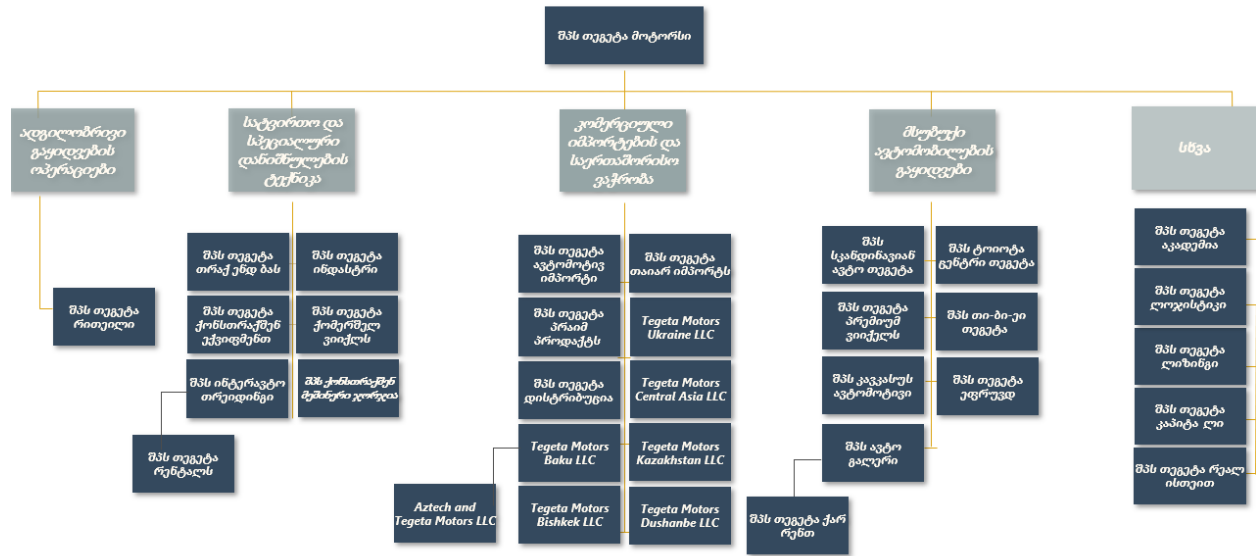 შპს თეგეტა მოტორსი
ადგილობრივი
გაყიდვების
ოპერაციები
სატვირთო და
სპეციალური
დანიშნულების
ტექნიკა
კომერციული
იმპორტების და
საერთაშორისო
ვაჭრობა
მსუბუქი
ავტომობილების
გაყიდვები
სხვა
შპს თეგეტა
რითეილი
შპს თეგეტა
თრაქ ენდ ბას
შპს თეგეტა
ინდასტრი
შპს თეგეტა
ქონსთრაქშენ
ექვიფმენთ
შპს თეგეტა
ქომერშელ
ვიიქლს
შპს ინტერავტო
თრეიდინგი
შპს ქონსთრაქშენ
მეშინერი ჯორჯია
შპს თეგეტა
რენტალს
შპს თეგეტა
ავტომოტივ
იმპორტი
შპს თეგეტა
თაიარ იმპორტს
შპს თეგეტა
პრაიმ
პროდაქტს
Tegeta Motors
Ukraine LLC
შპს თეგეტა
დისტრიბუცია
Tegeta Motors
Central Asia LLC
Tegeta Motors
Baku LLC
Tegeta Motors
Kazakhstan LLC
Aztech and
Tegeta Motors LLC
Tegeta Motors
Bishkek LLC
Tegeta Motors
Dushanbe LLC
შპს
სკანდინავიან
ავტო თეგეტა
შპს ტოიოტა
ცენტრი თეგეტა
შპს თეგეტა
პრემიუმ
ვიიქელს
შპს თი-ბი-ეი
თეგეტა
შპს კავკასუს
ავტომოტივი
შპს თეგეტა
ეფრუვდ
შპს ავტო
გალერი
შპს თეგეტა ქარ
რენთ
შპს თეგეტა
აკადემია
შპს თეგეტა
ლოჯისტიკი
შპს თეგეტა
ლიზინგი
შპს თეგეტა
კაპიტა ლი
შპს თეგეტა რეალ
ისთეით